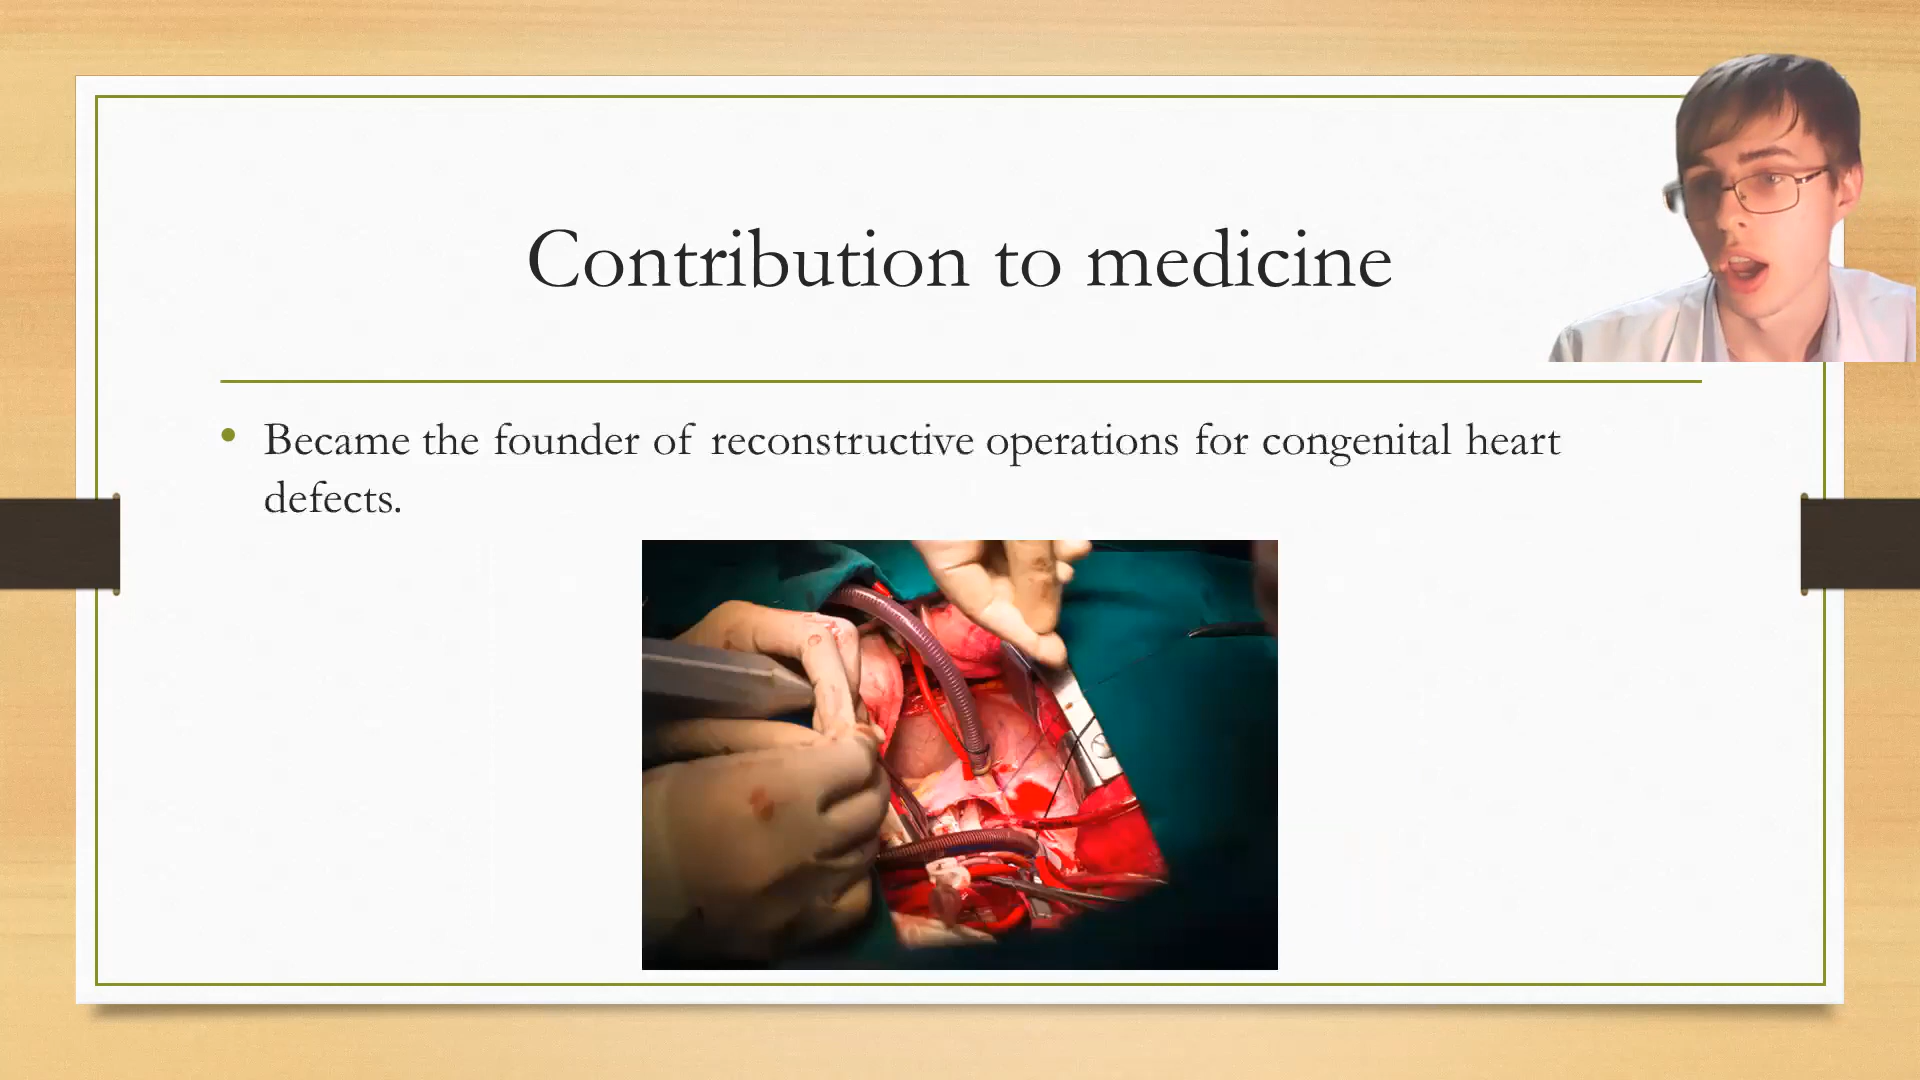 Contribution to medicine
• Became the founder of reconstructive operations for congenital heart
defects.